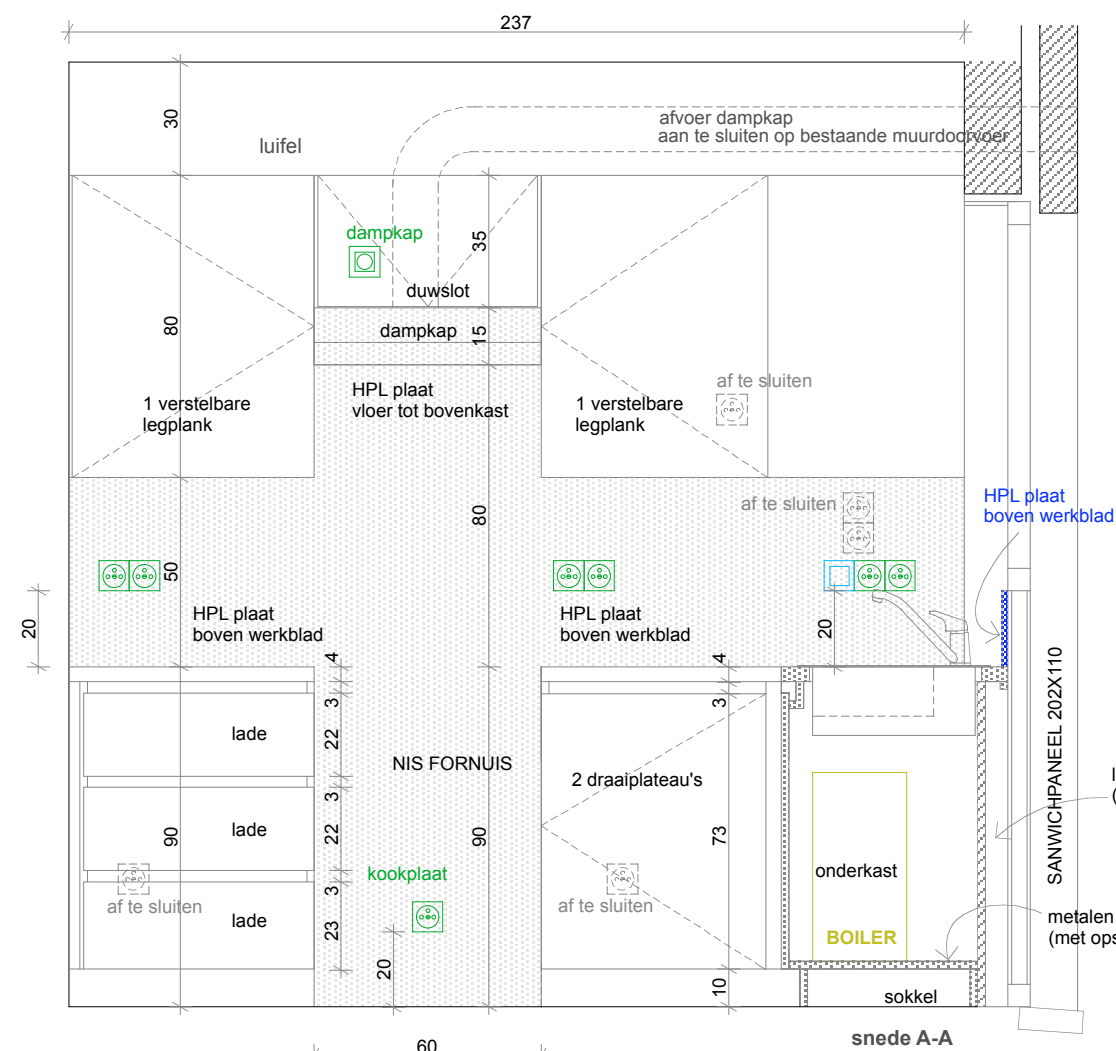 237
30
luifel
afvoer dampkap
aan te sluiten op bestaande muurdoorvoer
dampkap
35
duwslot
80
dampkap
15
1 verstelbare
legplank
HPL plaat
vloer tot bovenkast
1 verstelbare
legplank
af te sluiten
af te sluiten
80
HPL plaat
boven werkblad
50
20
HPL plaat
boven werkblad
HPL plaat
boven werkblad
20
4
4
3
3
22
lade
NIS FORNUIS
2 draaiplateau's
SANWICHPANEEL 202X110
3
22
lade
90
90
73
kookplaat
onderkast
af te sluiten
af te sluiten
3
23
lade
BOILER
metalen
(met ops
20
10
sokkel
snede A-A
60